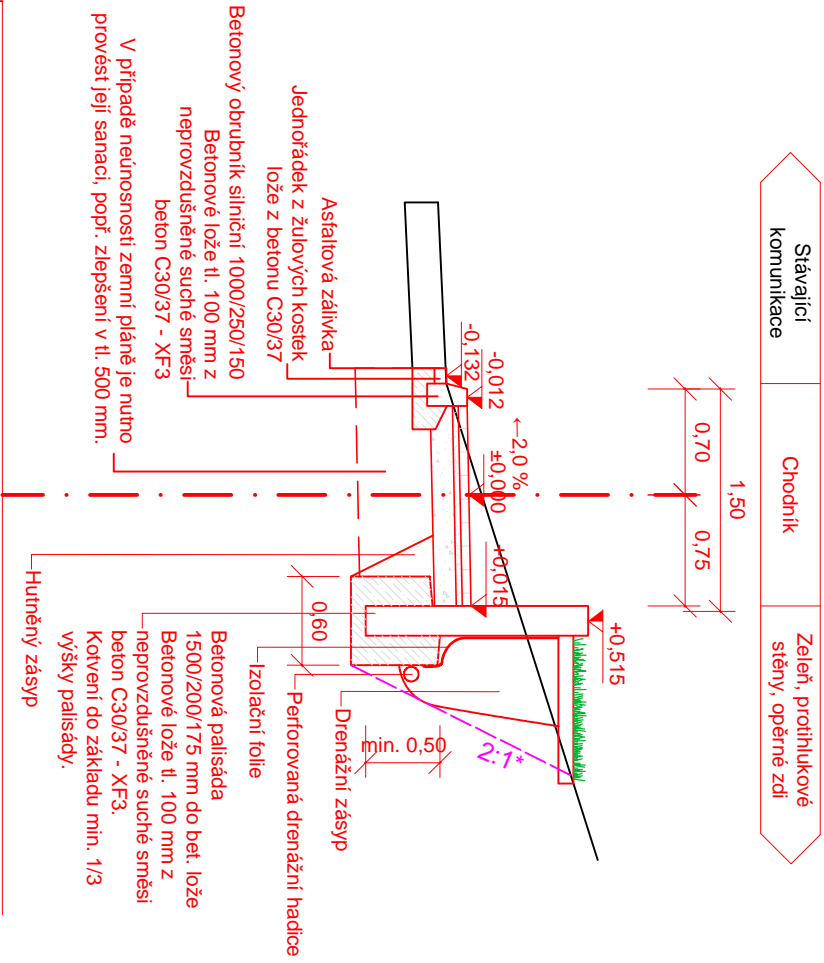 Stávající
komunikace
Chodník
Zeleň, protihlukové
stěny, opěrné zdi
1,50
0,70
0,75
+0,515
-0,012
-0,132
←2,0 %
±0,000
+0,015
2:1*
min. 0,50
0,60
Asfaltová zálivka
Jednořádek z žulových kostek
lože z betonu C30/37
Betonový obrubník silniční 1000/250/150
Betonové lože tl. 100 mm z
neprovzdušněné suché směsi
beton C30/37 - XF3
V případě neúnosnosti zemní pláně je nutno
provést její sanaci, popř. zlepšení v tl. 500 mm.
Drenážní zásyp
Perforovaná drenážní hadice
Izolační folie
Betonová palisáda
1500/200/175 mm do bet. lože
Betonové lože tl. 100 mm z
neprovzdušněné suché směsi
beton C30/37 - XF3.
Kotvení do základu min. 1/3
výšky palisády.
Hutněný zásyp